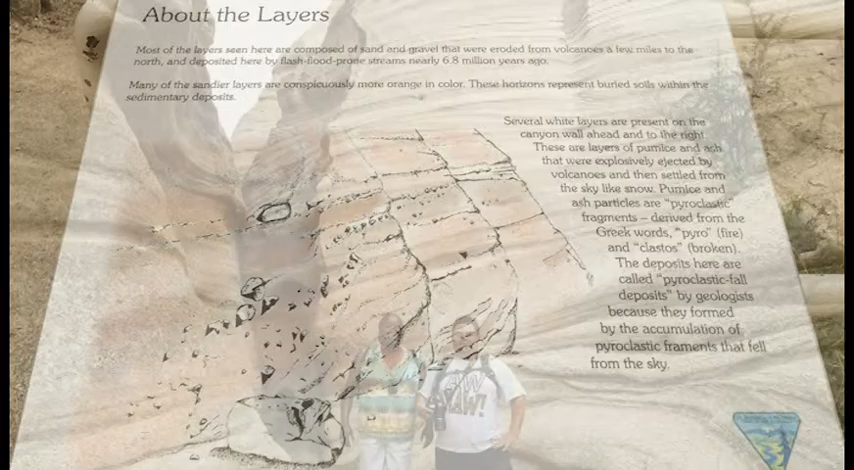 About the Layers
Most of the layers seen here are composed of sand and gravel that were eroded from volcanoes a few miles to the
north, and deposited here by flash-flood-prone streams nearly 6.8 million years ago.
Many of the sandier layers are conspicuously more orange in color. These horizons represent buried soils within the
sedimentary deposits.
Several white layers are present on the
canyon wall ahead and to the right.
These are layers of pumice and ash
that were explosively ejected by
volcanoes and then settled from
the sky like snow. Pumice and
ash particles are "pyroclastic"
fragments – derived from the
Greek words, "pyro" (fire)
and "clastos" (broken).
The deposits here are
called "pyroclastic-fall
deposits" by geologists
because they formed
by the accumulation of
pyroclastic framents that fell
from the sky.